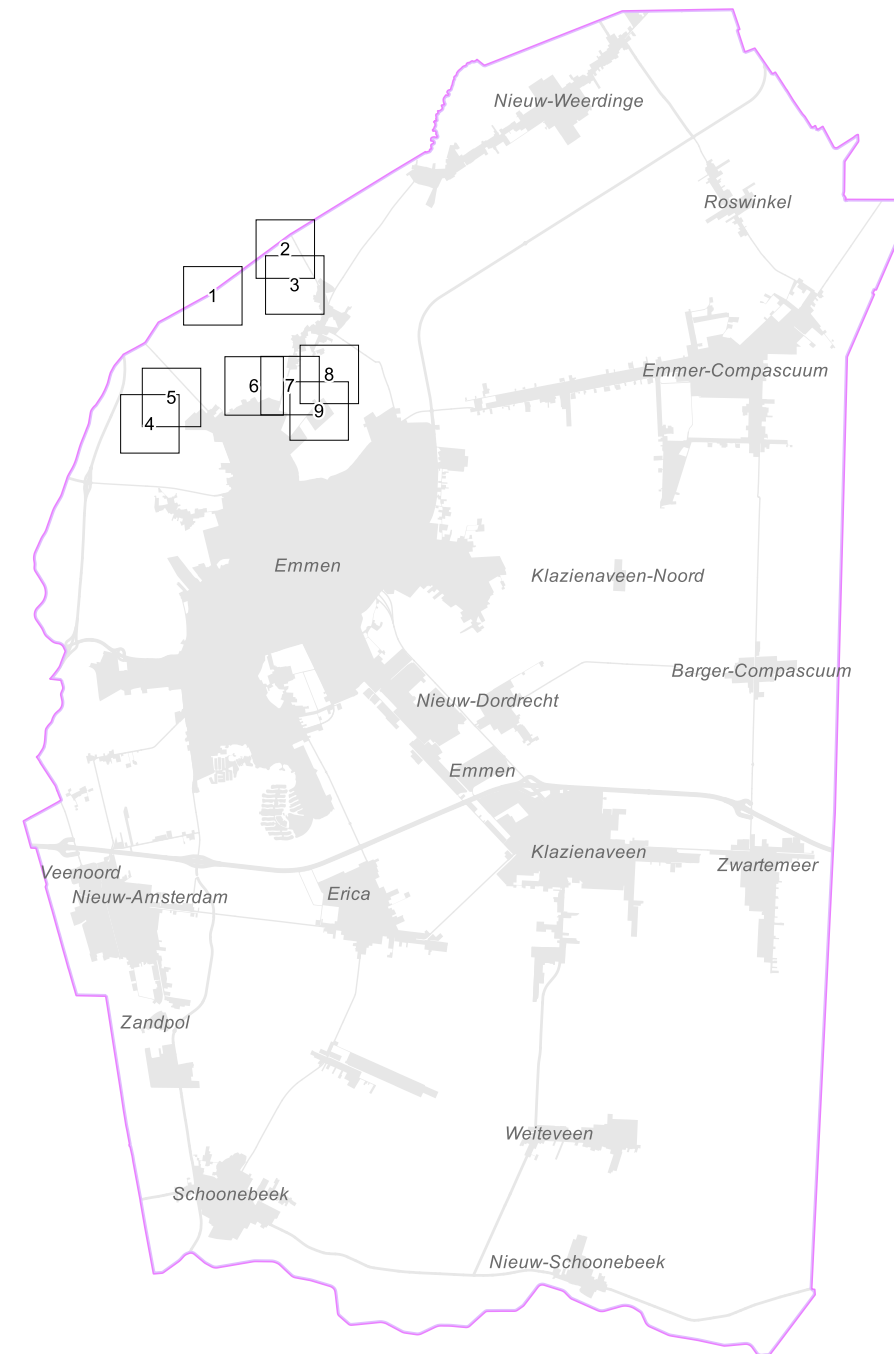 Nieuw-Weerdinge
Roswinkel
2
3
1
Emmer-Compascuum
8
6
7
5
9
4
Emmen
Klazienaveen-Noord
Barger-Compascuum
Nieuw-Dordrecht
Emmen
Klazienaveen
Zwartemeer
Veenoord
Erica
Nieuw-Amsterdam
Zandpol
Weiteveen
Schoonebeek
Nieuw-Schoonebeek